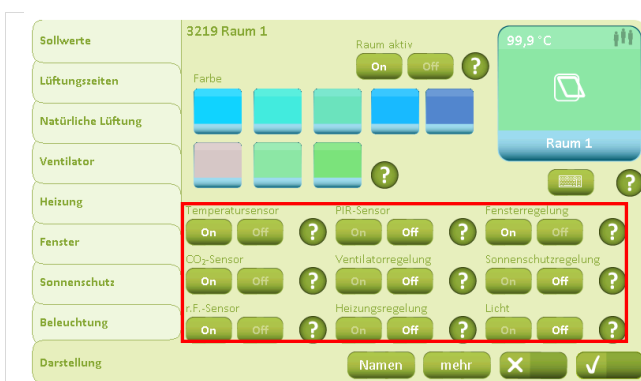 Sollwerte
Lüftungszeiten
Natürliche Lüftung
Ventilator
Heizung
Fenster
Sonnenschutz
Beleuchtung
Darstellung
3219 Raum 1
Raum aktiv
On Off ?
Farbe
?
99,9 °C
Raum 1
?
Temperatursensor PIR-Sensor Fensterregelung
On Off ? On Off ? On Off ?
CO₂-Sensor Ventilatorregelung Sonnenschutzregelung
On Off ? On Off ? On Off ?
r.F.-Sensor Heizungsregelung Licht
On Off ? On Off ? On Off ?
Namen mehr